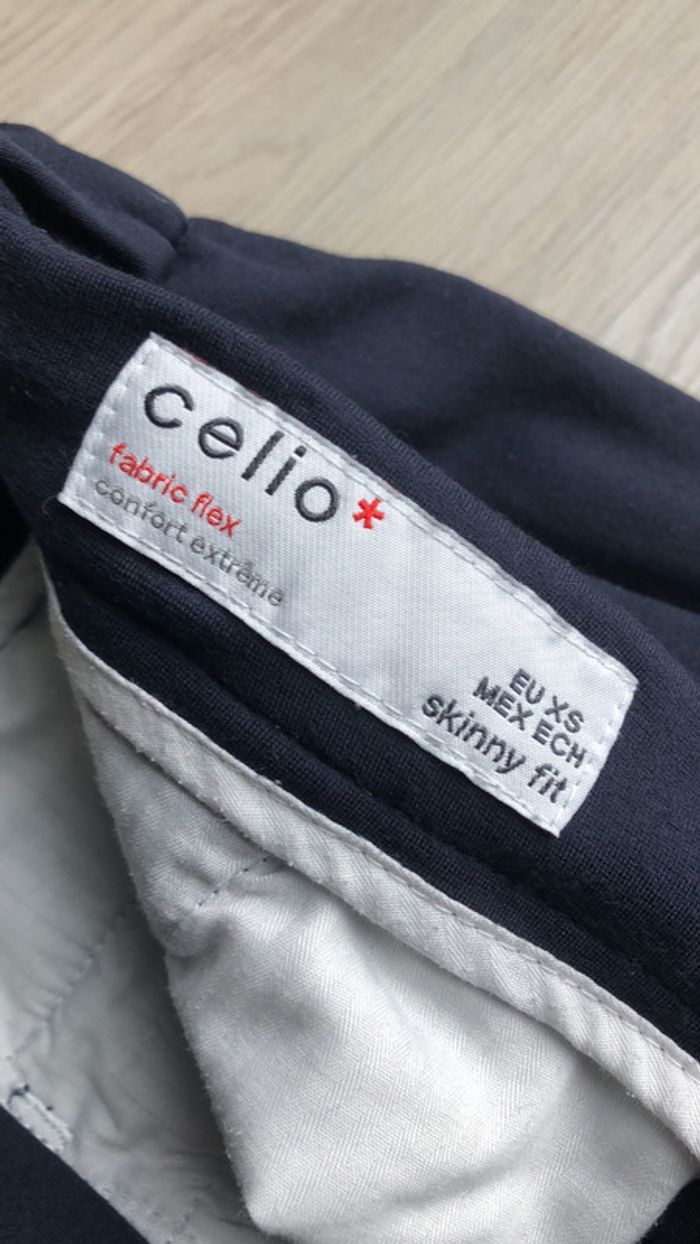 celio*
fabric flex
confort extrême
EU XS
MEX ECH
skinny fit